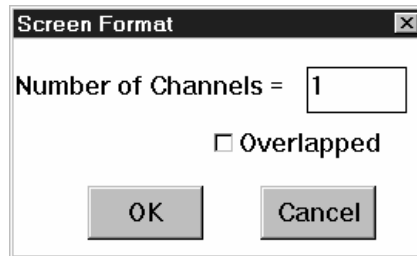 Screen Format
Number of Channels = 1
Overlapped
OK Cancel